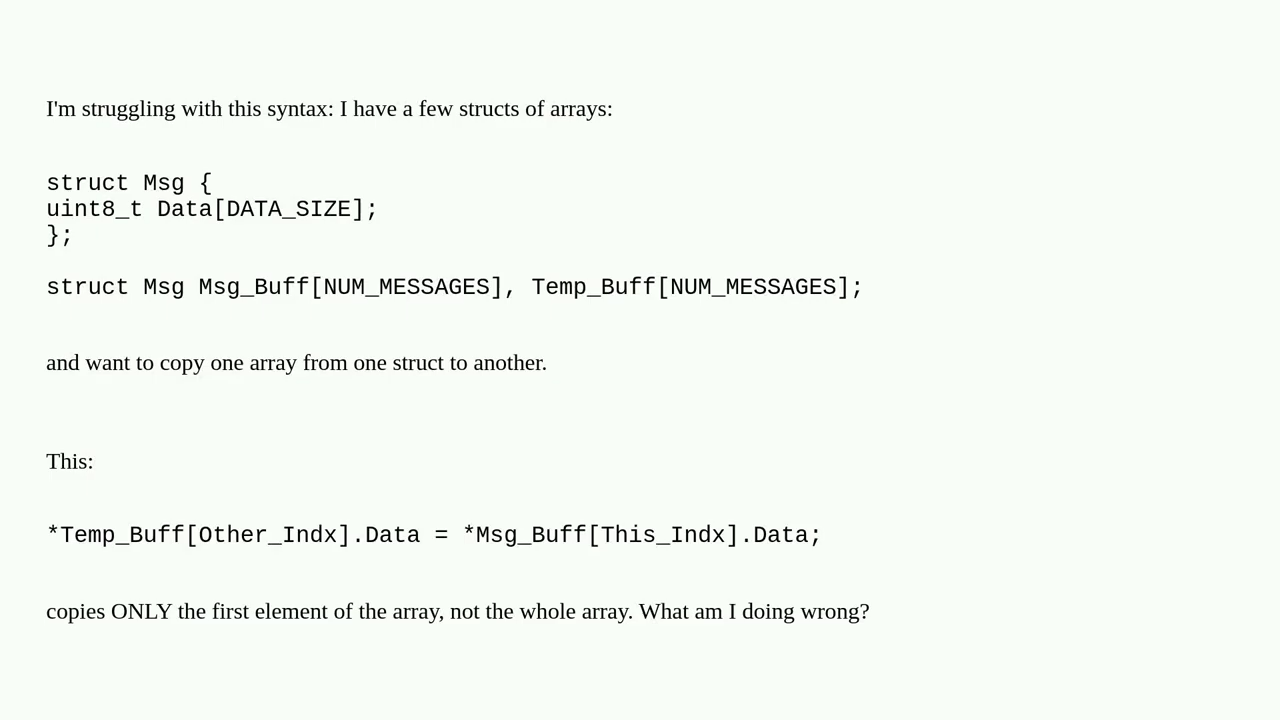 I'm struggling with this syntax: I have a few structs of arrays:
struct Msg {
uint8_t Data[DATA_SIZE];
};
struct Msg Msg_Buff[NUM_MESSAGES], Temp_Buff[NUM_MESSAGES];
and want to copy one array from one struct to another.
This:
*Temp_Buff[Other_Indx].Data = *Msg_Buff[This_Indx].Data;
copies ONLY the first element of the array, not the whole array. What am I doing wrong?